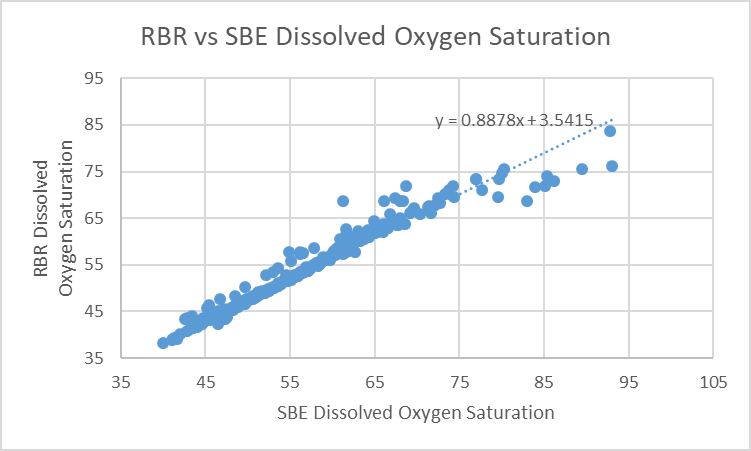 RBR vs SBE Dissolved Oxygen Saturation
95
85
75
65
55
45
35
y = 0.8878x + 3.5415
RBR Dissolved
Oxygen Saturation
35 45 55 65 75 85 95 105
SBE Dissolved Oxygen Saturation